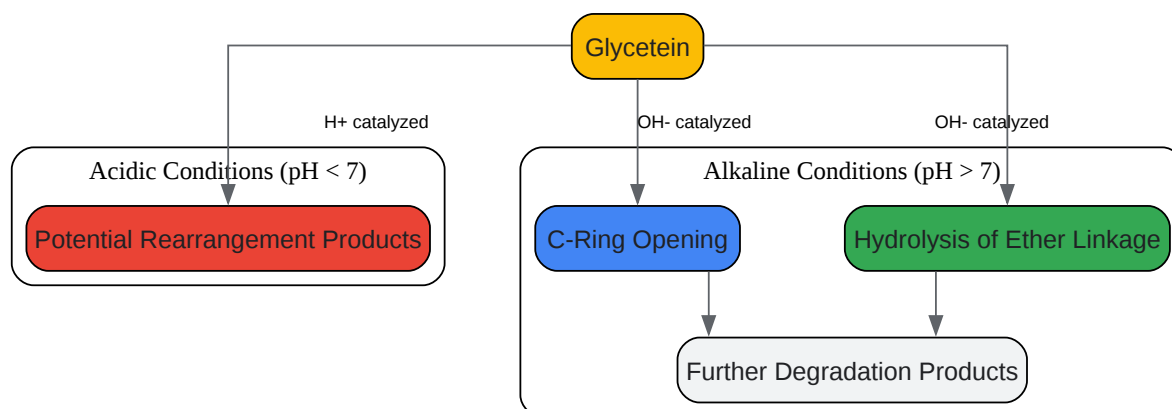 Glycetein
H+ catalyzed
OH- catalyzed
OH- catalyzed
Acidic Conditions (pH < 7)
Alkaline Conditions (pH > 7)
Potential Rearrangement Products
C-Ring Opening
Hydrolysis of Ether Linkage
Further Degradation Products